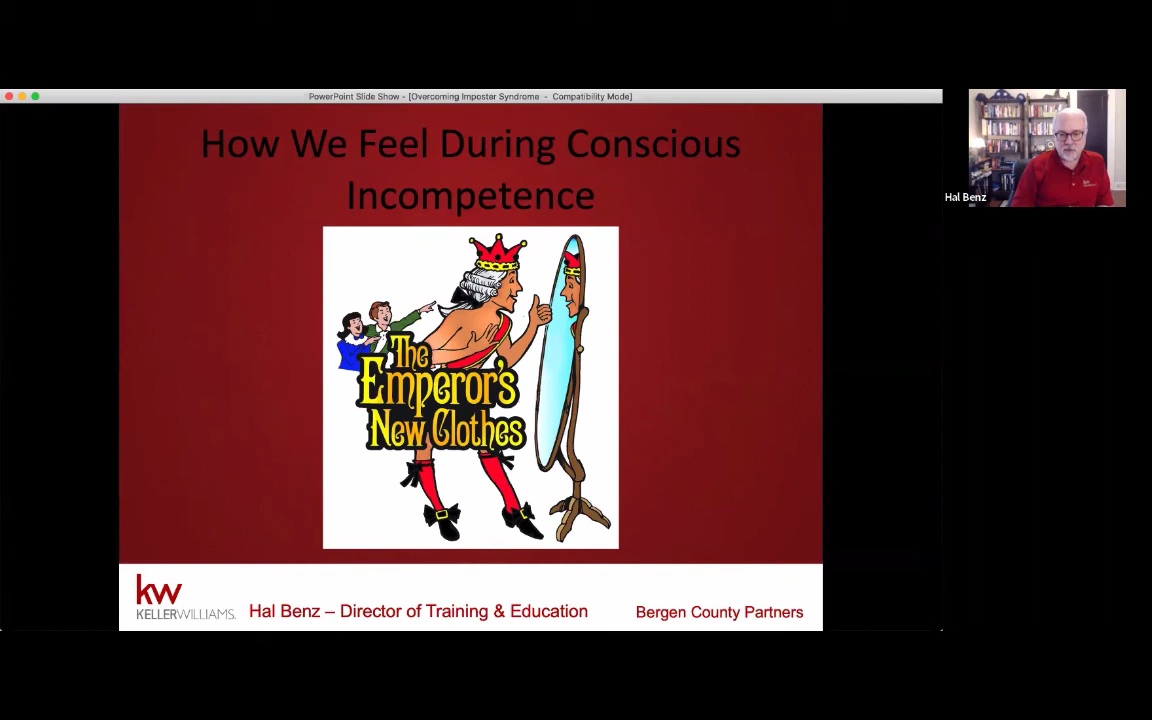 PowerPoint Slide Show - [Overcoming Imposter Syndrome - Compatibility Mode]
How We Feel During Conscious
Incompetence
The
Emperor's
New Clothes
kw
KELLERWILLIAMS.
Hal Benz – Director of Training & Education
Bergen County Partners
Hal Benz